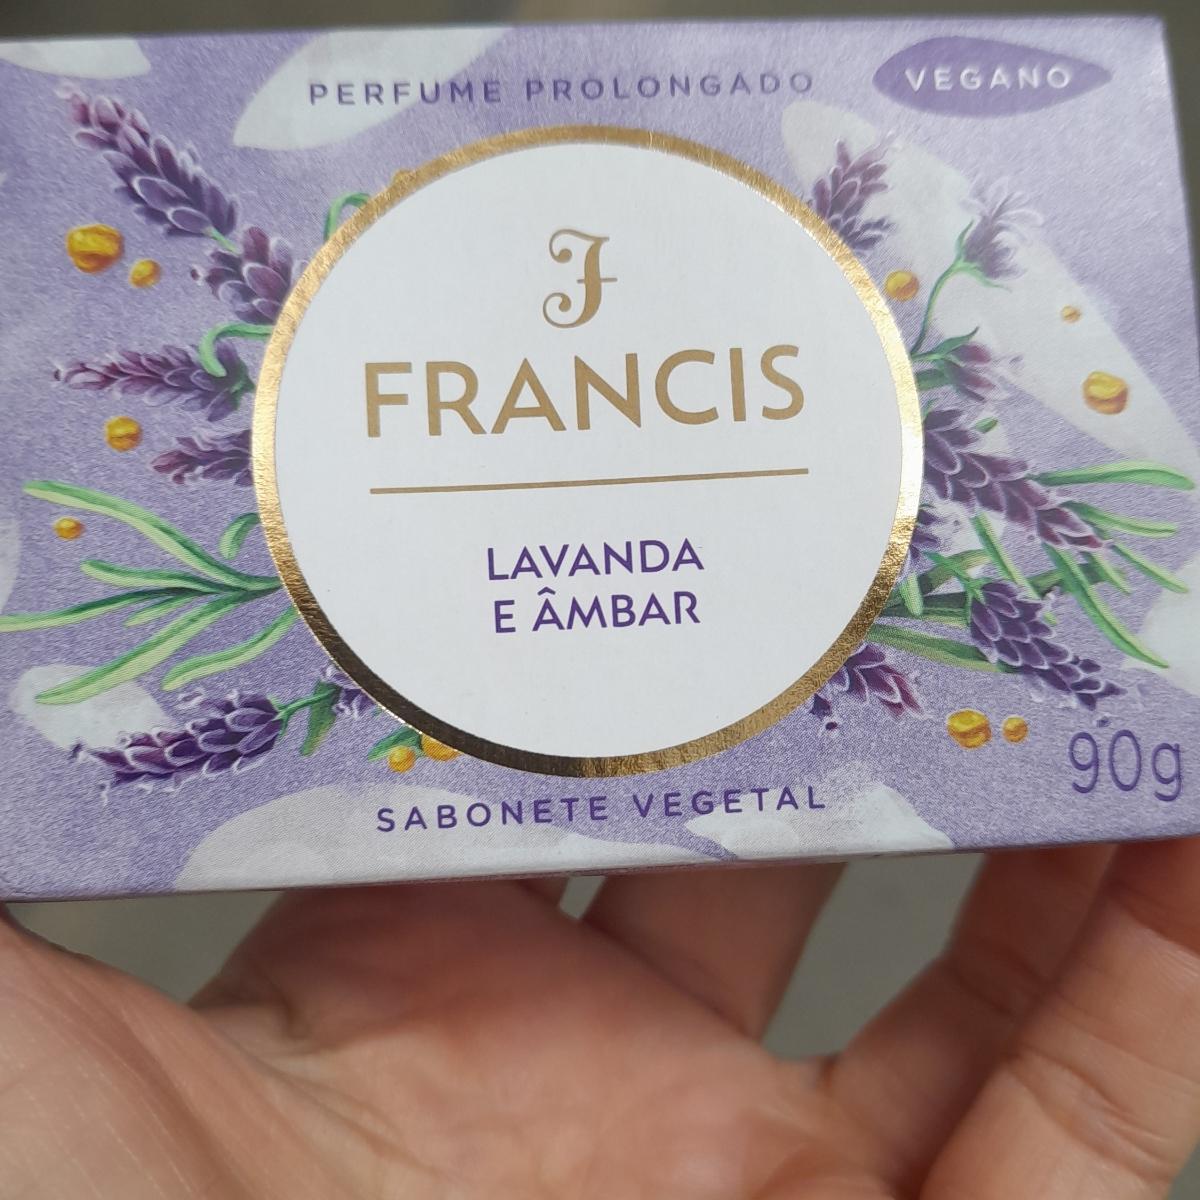 PERFUME PROLONGADO
VEGANO
F
FRANCIS
LAVANDA
E ÂMBAR
90g
SABONETE VEGETAL